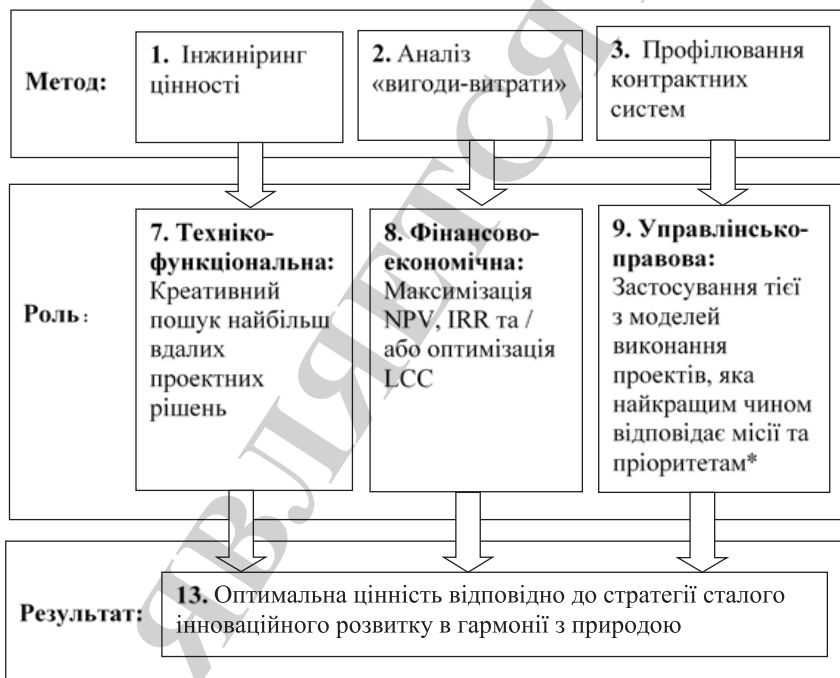 Метод:
1. Інжиніринг
цінності
2. Аналіз
«вигоди-витрати»
3. Профілювання
контрактних
систем
Роль:
7. Техніко-
функціональна:
Креативний
пошук найбільш
вдалих
проектних
рішень
8. Фінансово-
економічна:
Максимізація
NPV, IRR та /
або оптимізація
LCC
9. Управлінсько-
правова:
Застосування тієї
з моделей
виконання
проектів, яка
найкращим чином
відповідає місії та
пріоритетам*
Результат:
13. Оптимальна цінність відповідно до стратегії сталого
інноваційного розвитку в гармонії з природою
ЯВЛЯЕТСЯ